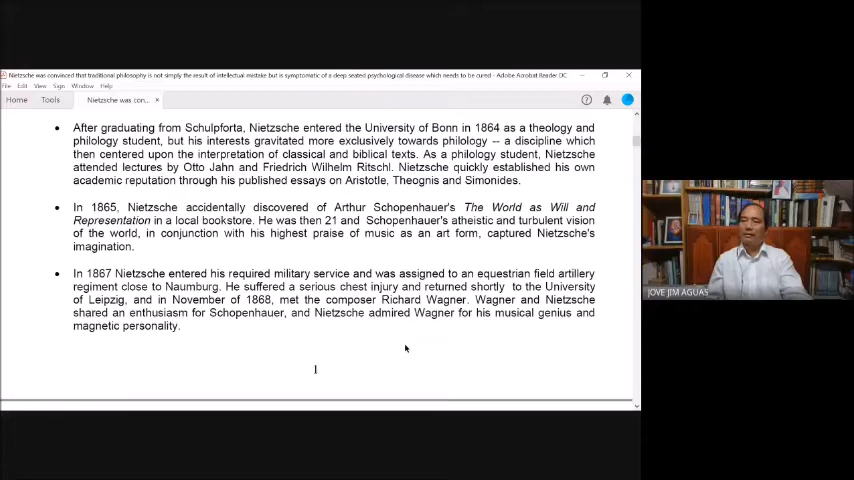 Nietzsche was convinced that traditional philosophy is not simply the result of intellectual mistake but is symptomatic of a deep seated psychological disease which needs to be cured - Adobe Acrobat Reader DC
File Edit View Sign Window Help
Home Tools Nietzsche was con... ×
• After graduating from Schulpforta, Nietzsche entered the University of Bonn in 1864 as a theology and
philology student, but his interests gravitated more exclusively towards philology -- a discipline which
then centered upon the interpretation of classical and biblical texts. As a philology student, Nietzsche
attended lectures by Otto Jahn and Friedrich Wilhelm Ritschl. Nietzsche quickly established his own
academic reputation through his published essays on Aristotle, Theognis and Simonides.
• In 1865, Nietzsche accidentally discovered of Arthur Schopenhauer's The World as Will and
Representation in a local bookstore. He was then 21 and Schopenhauer's atheistic and turbulent vision
of the world, in conjunction with his highest praise of music as an art form, captured Nietzsche's
imagination.
• In 1867 Nietzsche entered his required military service and was assigned to an equestrian field artillery
regiment close to Naumburg. He suffered a serious chest injury and returned shortly to the University
of Leipzig, and in November of 1868, met the composer Richard Wagner. Wagner and Nietzsche
shared an enthusiasm for Schopenhauer, and Nietzsche admired Wagner for his musical genius and
magnetic personality.
1
JOVE JIM AGUAS